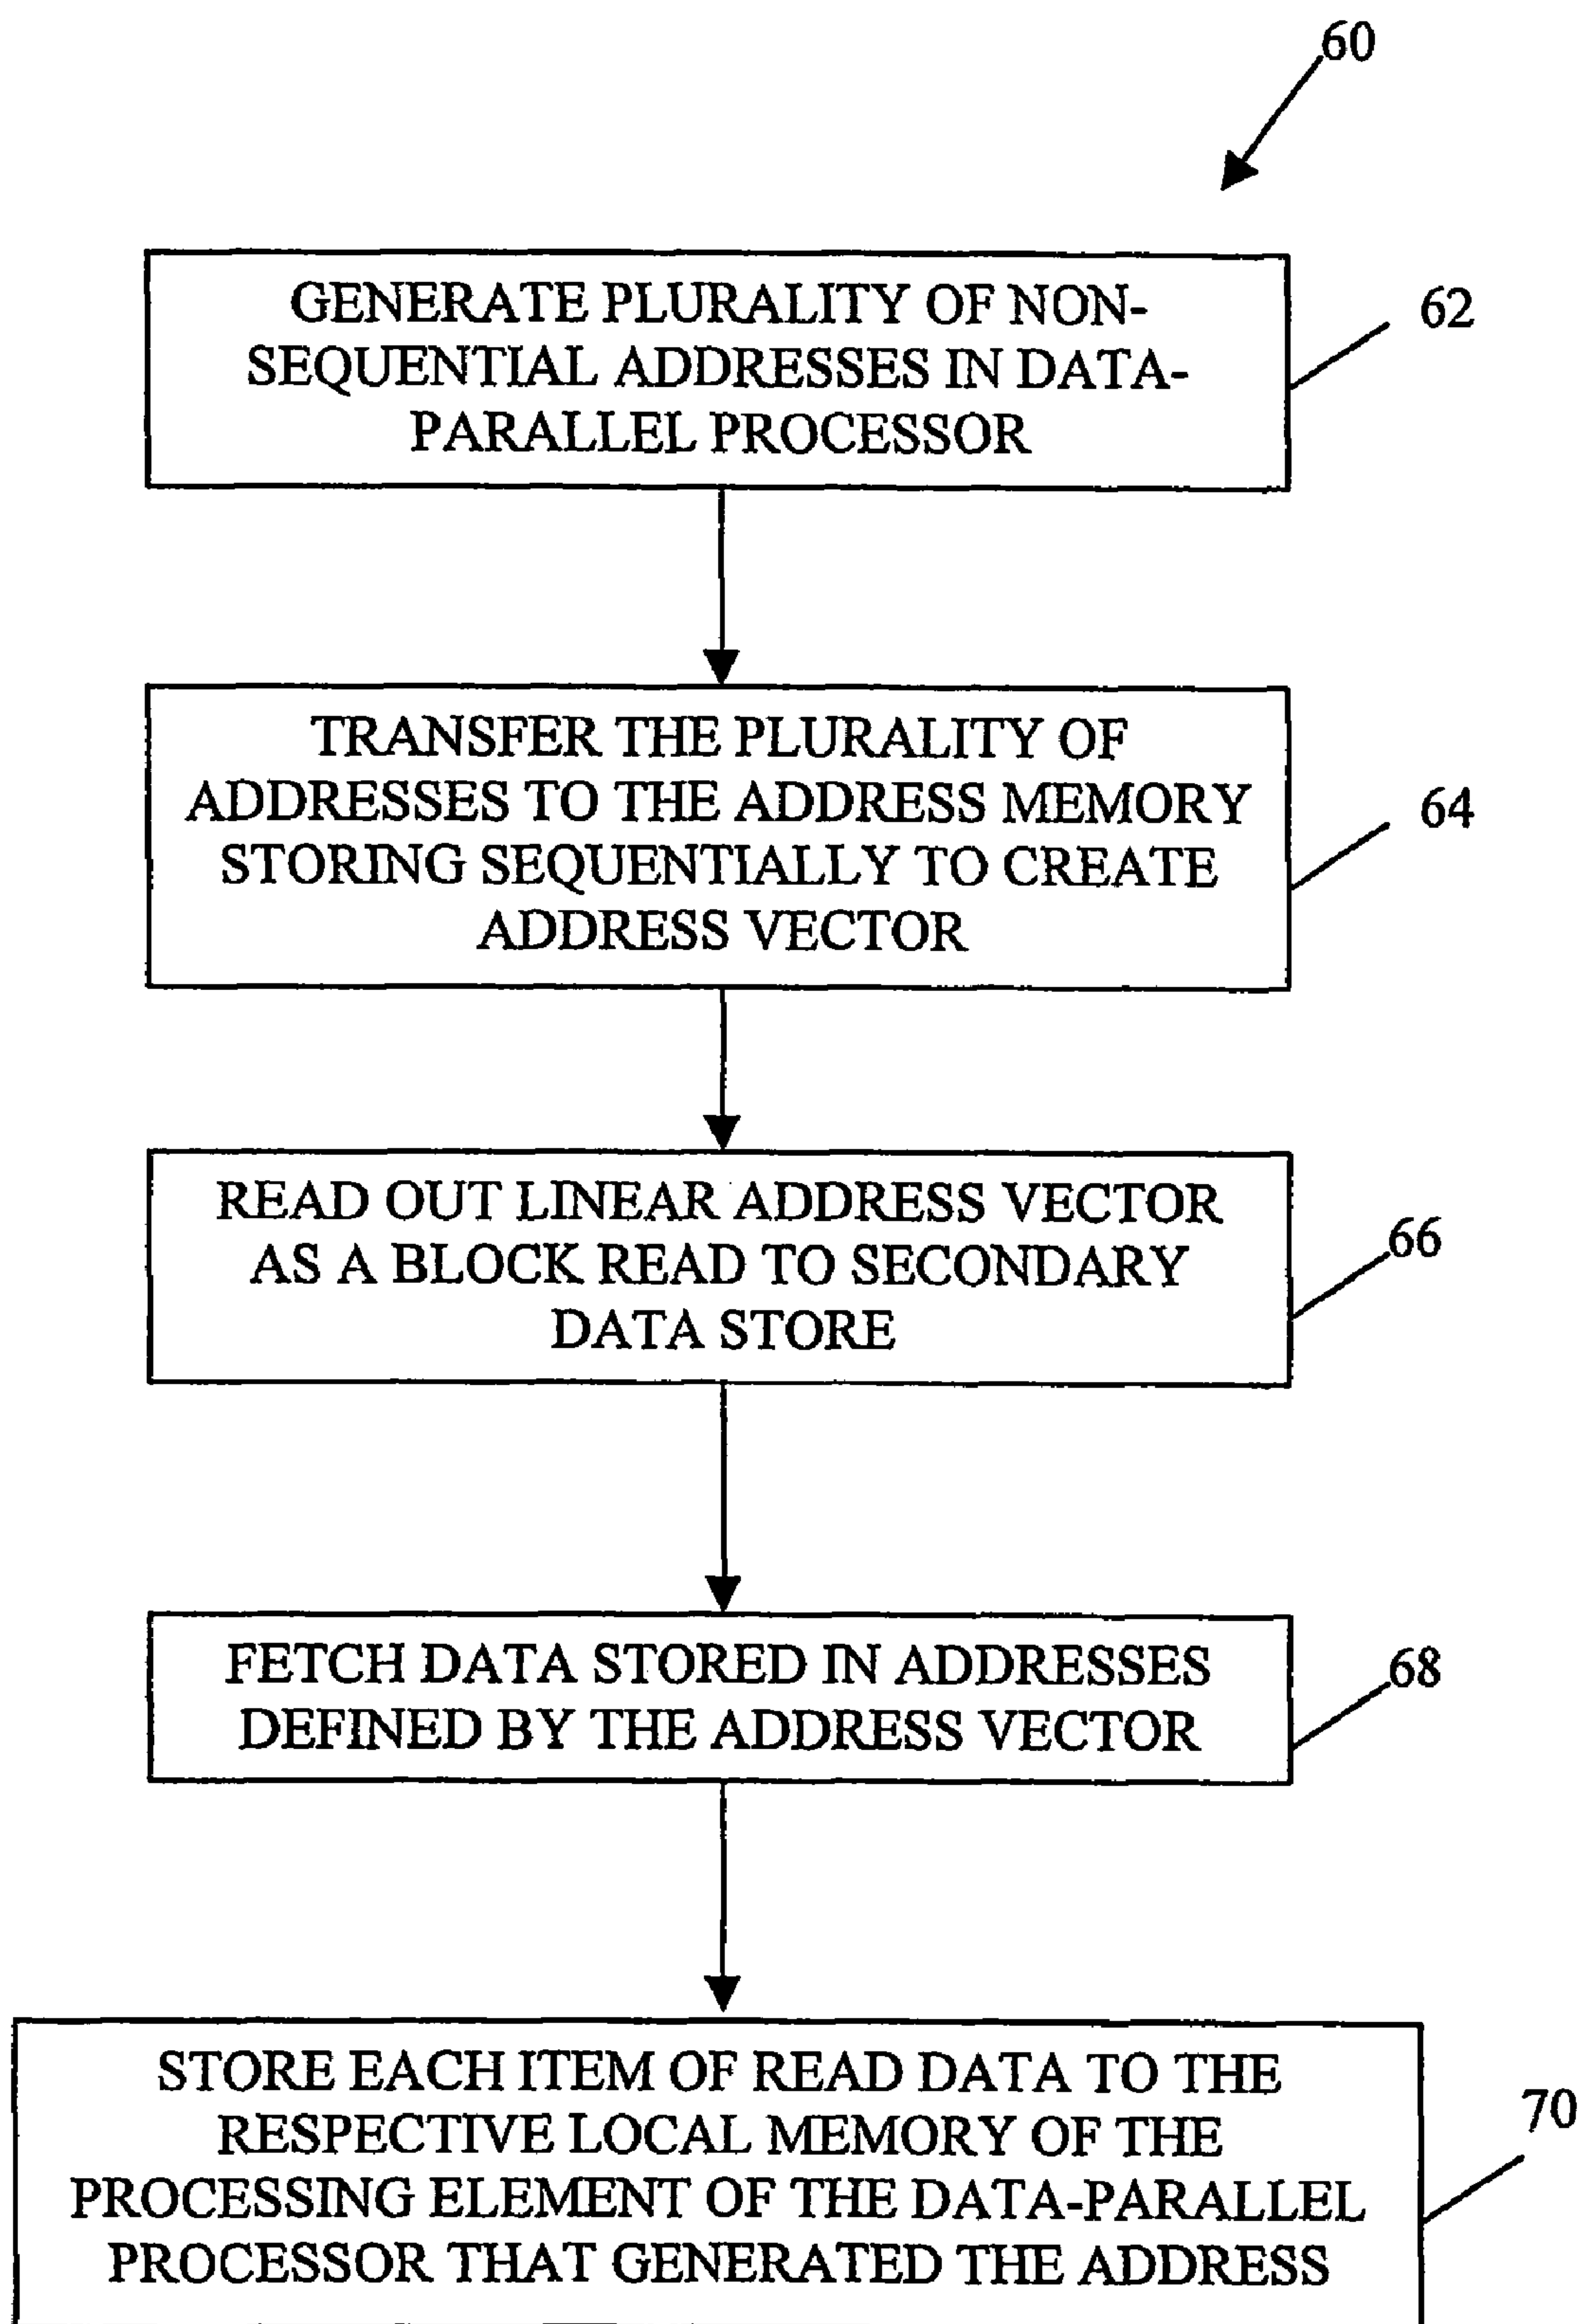 60
GENERATE PLURALITY OF NON-
SEQUENTIAL ADDRESSES IN DATA-
PARALLEL PROCESSOR
62
TRANSFER THE PLURALITY OF
ADDRESSES TO THE ADDRESS MEMORY
STORING SEQUENTIALLY TO CREATE
ADDRESS VECTOR
64
READ OUT LINEAR ADDRESS VECTOR
AS A BLOCK READ TO SECONDARY
DATA STORE
66
FETCH DATA STORED IN ADDRESSES
DEFINED BY THE ADDRESS VECTOR
68
STORE EACH ITEM OF READ DATA TO THE
RESPECTIVE LOCAL MEMORY OF THE
PROCESSING ELEMENT OF THE DATA-PARALLEL
PROCESSOR THAT GENERATED THE ADDRESS
70